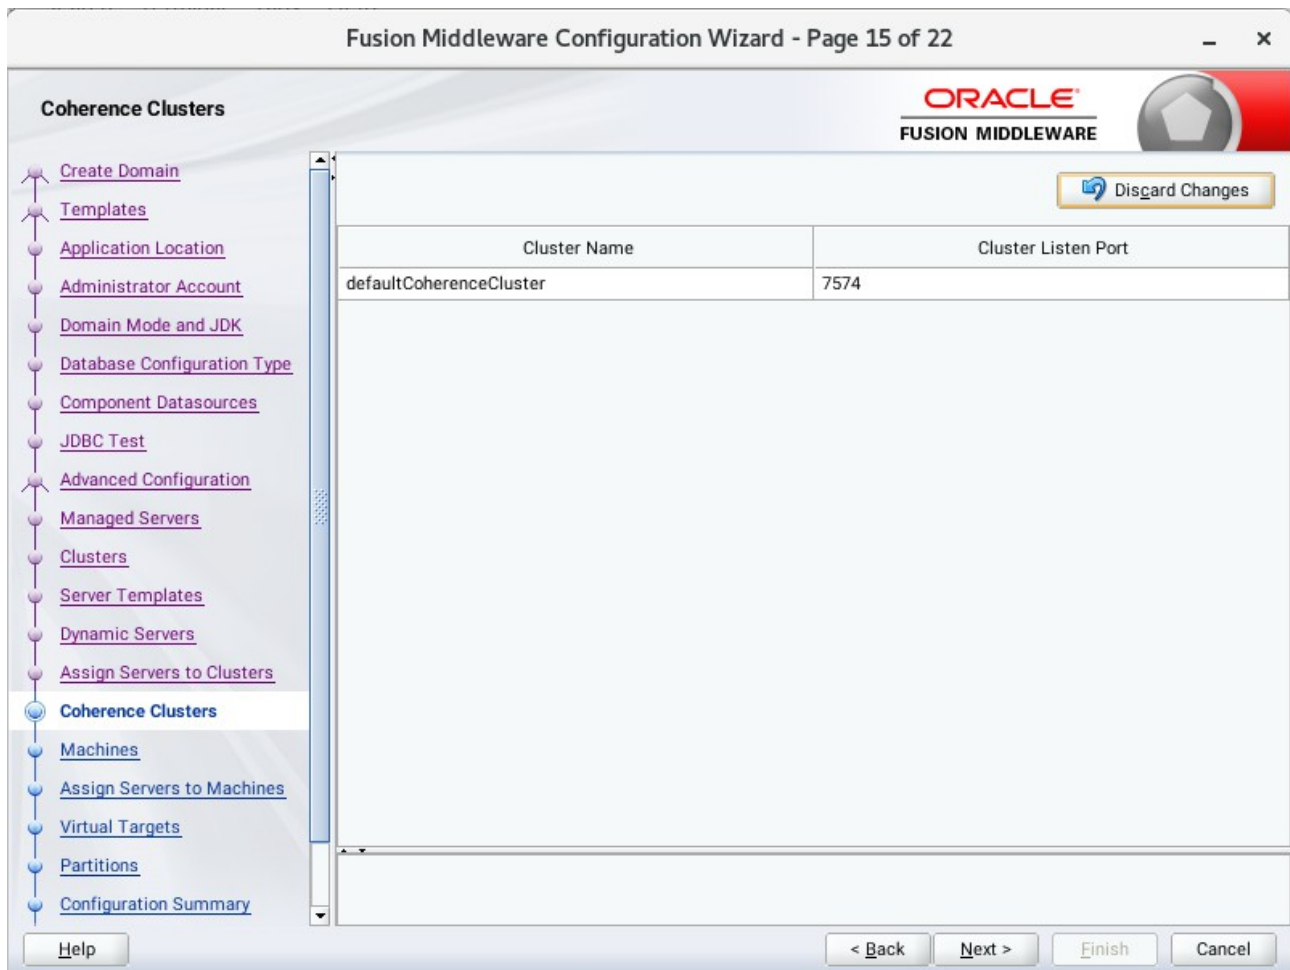 Fusion Middleware Configuration Wizard - Page 15 of 22
Coherence Clusters
ORACLE
FUSION MIDDLEWARE
Create Domain
Templates
Application Location
Administrator Account
Domain Mode and JDK
Database Configuration Type
Component Datasources
JDBC Test
Advanced Configuration
Managed Servers
Clusters
Server Templates
Dynamic Servers
Assign Servers to Clusters
Coherence Clusters
Machines
Assign Servers to Machines
Virtual Targets
Partitions
Configuration Summary
Discard Changes
Cluster Name Cluster Listen Port
defaultCoherenceCluster 7574
Help < Back Next > Finish Cancel